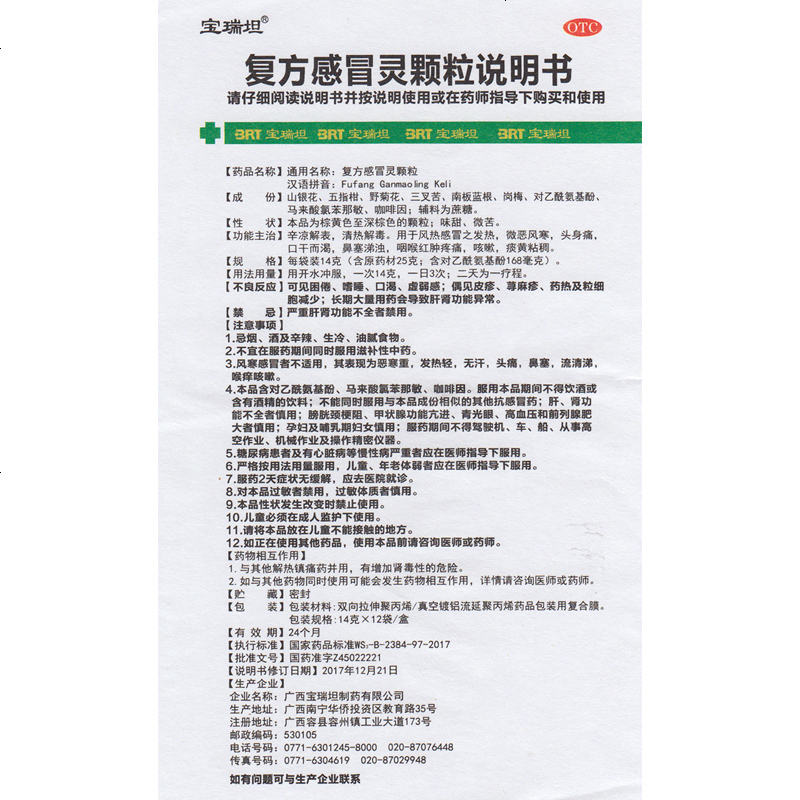 宝瑞坦®
OTC
复方感冒灵颗粒说明书
请仔细阅读说明书并按说明使用或在药师指导下购买和使用
BRT 宝瑞坦 BRT 宝瑞坦 BRT 宝瑞坦 BRT 宝瑞坦
【药品名称】通用名称：复方感冒灵颗粒
汉语拼音：Fufang Ganmaoling Keli
【成 份】山银花、五指柑、野菊花、三叉苦、南板蓝根、岗梅、对乙酰氨基酚、
马来酸氯苯那敏、咖啡因；辅料为蔗糖。
【性 状】本品为棕黄色至深棕色的颗粒；味甜、微苦。
【功能主治】辛凉解表，清热解毒。用于风热感冒之发热，微恶风寒，头身痛，
口干而渴，鼻塞涕浊，咽喉红肿疼痛，咳嗽，痰黄粘稠。
【规 格】每袋装14克（含原药材25克；含对乙酰氨基酚168毫克）。
【用法用量】用开水冲服，一次14克，一日3次；二天为一疗程。
【不良反应】可见困倦、嗜睡、口渴、虚弱感；偶见皮疹、荨麻疹、药热及粒细
胞减少；长期大量用药会导致肝肾功能异常。
【禁 忌】严重肝肾功能不全者禁用。
【注意事项】
1.忌烟、酒及辛辣、生冷、油腻食物。
2.不宜在服药期间同时服用滋补性中药。
3.风寒感冒者不适用，其表现为恶寒重，发热轻，无汗，头痛，鼻塞，流清涕，
喉痒咳嗽。
4.本品含对乙酰氨基酚、马来酸氯苯那敏、咖啡因。服用本品期间不得饮酒或
含有酒精的饮料；不能同时服用与本品成份相似的其他抗感冒药；肝、肾功
能不全者慎用；膀胱颈梗阻、甲状腺功能亢进、青光眼、高血压和前列腺肥
大者慎用；孕妇及哺乳期妇女慎用；服药期间不得驾驶机、车、船、从事高
空作业、机械作业及操作精密仪器。
5.糖尿病患者及有心脏病等慢性病严重者应在医师指导下服用。
6.严格按用法用量服用，儿童、年老体弱者应在医师指导下服用。
7.服药2天症状无缓解，应去医院就诊。
8.对本品过敏者禁用，过敏体质者慎用。
9.本品性状发生改变时禁止使用。
10.儿童必须在成人监护下使用。
11.请将本品放在儿童不能接触的地方。
12.如正在使用其他药品，使用本品前请咨询医师或药师。
【药物相互作用】
1.与其他解热镇痛药并用，有增加肾毒性的危险。
2.如与其他药物同时使用可能会发生药物相互作用，详情请咨询医师或药师。
【贮 藏】密封
【包 装】包装材料：双向拉伸聚丙烯/真空镀铝流延聚丙烯药品包装用复合膜。
包装规格：14克×12袋/盒
【有 效 期】24个月
【执行标准】国家药品标准WS₃-B-2384-97-2017
【批准文号】国药准字Z45022221
【说明书修订日期】2017年12月21日
【生产企业】
企业名称：广西宝瑞坦制药有限公司
生产地址：广西南宁华侨投资区教育路35号
注册地址：广西容县容州镇工业大道173号
邮政编码：530105
电话号码：0771-6301245-8000 020-87076448
传真号码：0771-6304619 020-87029948
如有问题可与生产企业联系